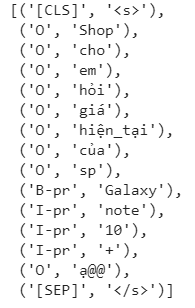 [('[CLS]', '<s>'),
('O', 'Shop'),
('O', 'cho'),
('O', 'em'),
('O', 'hỏi'),
('O', 'giá'),
('O', 'hiện_tại'),
('O', 'của'),
('O', 'sp'),
('B-pr', 'Galaxy'),
('I-pr', 'note'),
('I-pr', '10'),
('I-pr', '+'),
('O', 'ạ@@'),
('[SEP]', '</s>')]